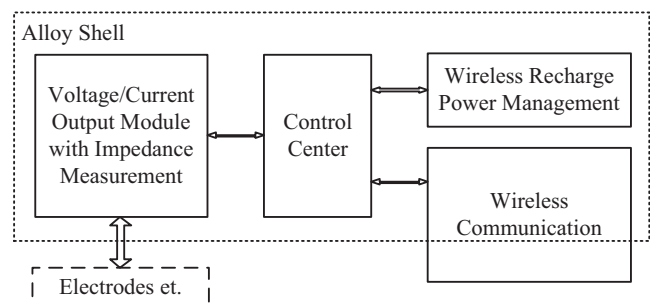 Alloy Shell
Voltage/Current
Output Module
with Impedance
Measurement
Control
Center
Wireless Recharge
Power Management
Wireless
Communication
Electrodes et.